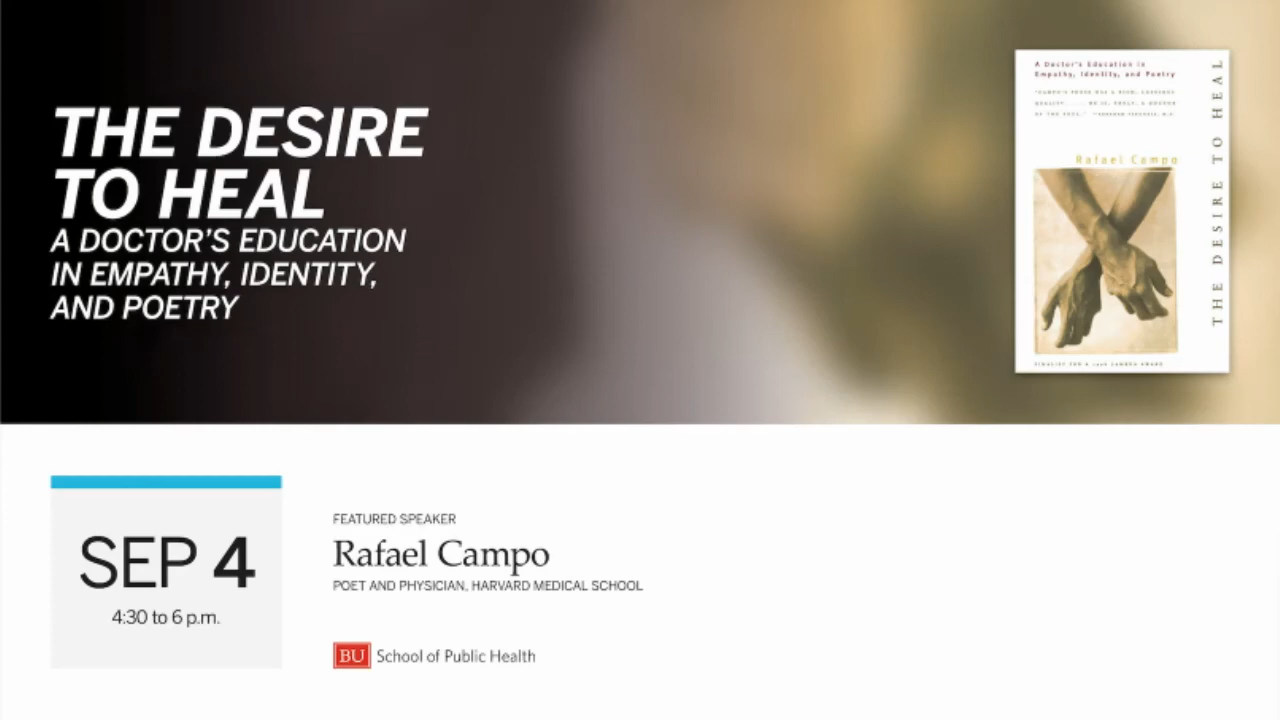 THE DESIRE
TO HEAL
A DOCTOR'S EDUCATION
IN EMPATHY, IDENTITY,
AND POETRY
A Doctor's Education in
Empathy, Identity, and Poetry
Rafael Campo
THE DESIRE TO HEAL
SEP 4
4:30 to 6 p.m.
FEATURED SPEAKER
Rafael Campo
POET AND PHYSICIAN, HARVARD MEDICAL SCHOOL
BU School of Public Health